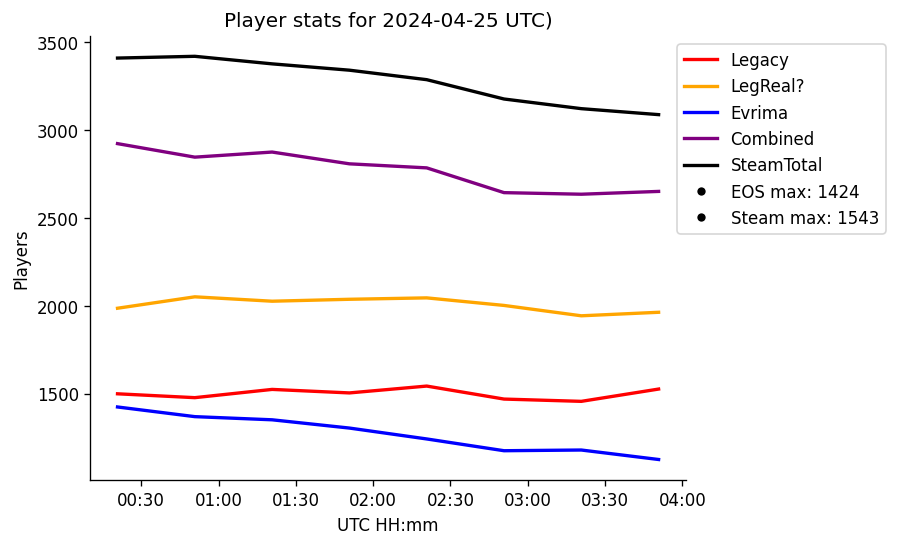 Player stats for 2024-04-25 UTC)
3500
3000
2500
2000
1500
Players
00:30 01:00 01:30 02:00 02:30 03:00 03:30 04:00
UTC HH:mm
Legacy
LegReal?
Evrima
Combined
SteamTotal
EOS max: 1424
Steam max: 1543